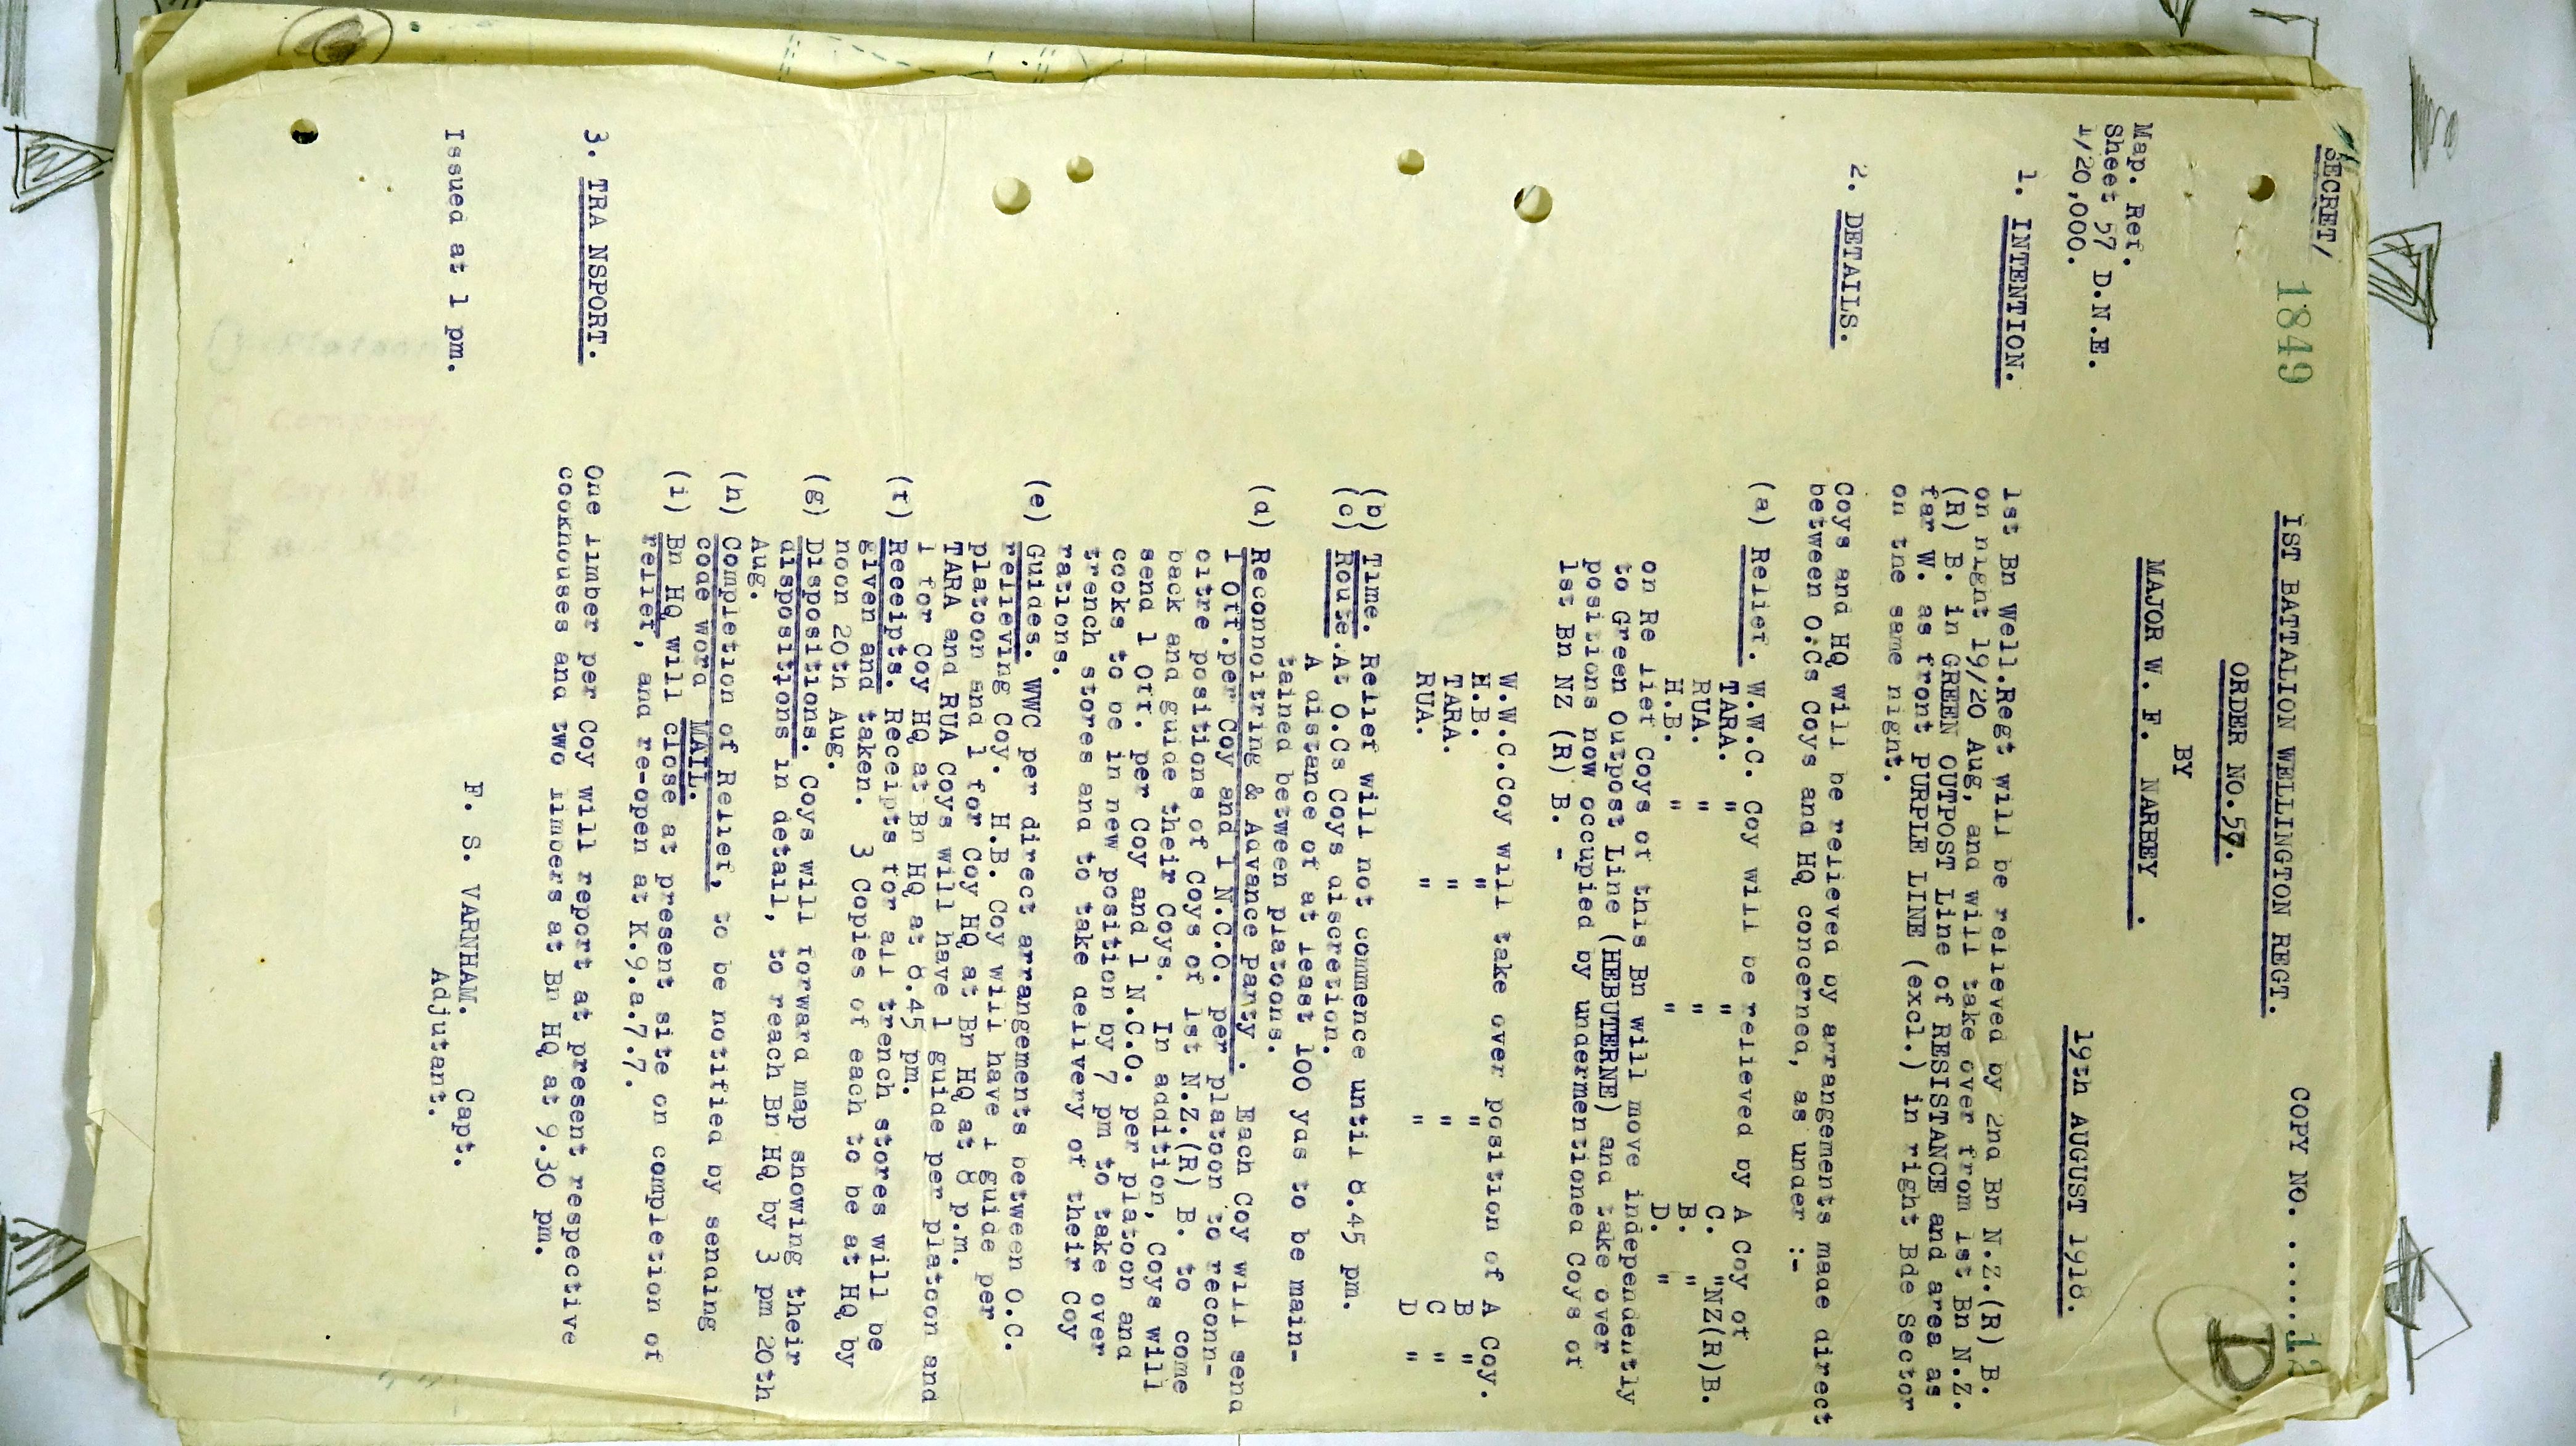 SECRET/
1849
1ST BATTALION WELLINGTON REGT.
COPY NO. ...... 12
D
ORDER NO.57.
BY
MAJOR W. F. NARBEY .
Map. Ref.
Sheet 57 D.N.E.
1/20,000.
19th AUGUST 1918.
1. INTENTION.
1st Bn Well.Regt will be relieved by 2nd Bn N.Z.(R) B.
on night 19/20 Aug, and will take over from 1st Bn N.Z.
(R) B. in GREEN OUTPOST Line of RESISTANCE and area as
far W. as front PURPLE LINE (excl.) in right Bde Sector
on the same night.
2. DETAILS.
Coys and HQ will be relieved by arrangements made direct
between O.Cs Coys and HQ concerned, as under :-
(a) Relief. W.W.C. Coy will be relieved by A Coy of
TARA. " " C. "NZ(R)B.
RUA. " " B. "
H.B. " " D. "
on Re lief Coys of this Bn will move independently
to Green Outpost Line (HEBUTERNE) and take over
positions now occupied by undermentioned Coys of
1st Bn NZ (R) B. -
W.W.C.Coy will take over position of A Coy.
H.B. " " B "
TARA. " " C "
RUA. " " D "
(b) Time. Relief will not commence until 8.45 pm.
(c) Route.At O.Cs Coys discretion.
A distance of at least 100 yds to be main-
tained between platoons.
(d) Reconnoitring & Advance Party . Each Coy will send
1 Off.per Coy and 1 N.C.O. per platoon to reconn-
oitre positions of Coys of 1st N.Z.(R) B. to come
back and guide their Coys. In addition, Coys will
send 1 Off. per Coy and 1 N.C.O. per platoon and
cooks to be in new position by 7 pm to take over
trench stores and to take delivery of their Coy
rations.
(e) Guides. WWC per direct arrangements between O.C.
relieving Coy. H.B. Coy will have 1 guide per
platoon and 1 for Coy HQ at Bn HQ at 8 p.m.
TARA and RUA Coys will have 1 guide per platoon and
1 for Coy HQ at Bn HQ at 8.45 pm.
(f) Receipts. Receipts for all trench stores will be
given and taken. 3 Copies of each to be at HQ by
noon 20th Aug.
(g) Dispositions. Coys will forward map showing their
dispositions in detail, to reach Bn HQ by 3 pm 20th
Aug.
(h) Completion of Relief, to be notified by sending
code word MAIL.
(i) Bn HQ will close at present site on completion of
relief, and re-open at K.9.a.7.7.
3. TRA NSPORT.
One limber per Coy will report at present respective
cookhouses and two limbers at Bn HQ at 9.30 pm.
F. S. VARNHAM. Capt.
Adjutant.
Issued at 1 pm.
Platoon
Company.